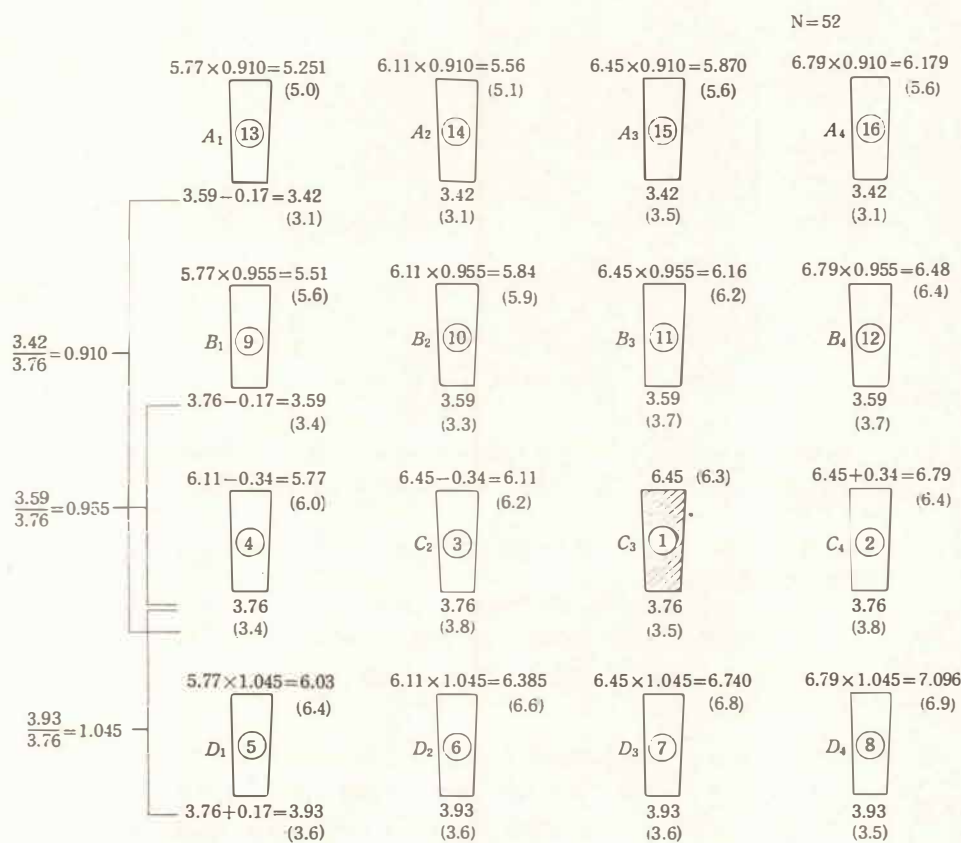 N=52
5.77×0.910=5.251 6.11×0.910=5.56 6.45×0.910=5.870 6.79×0.910=6.179
(5.0) (5.1) (5.6) (5.6)
A₁ ⑬ A₂ ⑭ A₃ ⑮ A₄ ⑯
3.59−0.17=3.42 3.42 3.42 3.42
(3.1) (3.1) (3.5) (3.1)
5.77×0.955=5.51 6.11×0.955=5.84 6.45×0.955=6.16 6.79×0.955=6.48
(5.6) (5.9) (6.2) (6.4)
3.42/3.76=0.910 B₁ ⑨ B₂ ⑩ B₃ ⑪ B₄ ⑫
3.76−0.17=3.59 3.59 3.59 3.59
(3.4) (3.3) (3.7) (3.7)
6.11−0.34=5.77 6.45−0.34=6.11 6.45 (6.3) 6.45+0.34=6.79
(6.0) (6.2) (6.4)
3.59/3.76=0.955 ④ C₂ ③ C₃ ① C₄ ②
3.76 3.76 3.76 3.76
(3.4) (3.8) (3.5) (3.8)
5.77×1.045=6.03 6.11×1.045=6.385 6.45×1.045=6.740 6.79×1.045=7.096
(6.4) (6.6) (6.8) (6.9)
3.93/3.76=1.045 D₁ ⑤ D₂ ⑥ D₃ ⑦ D₄ ⑧
3.76+0.17=3.93 3.93 3.93 3.93
(3.6) (3.6) (3.6) (3.5)